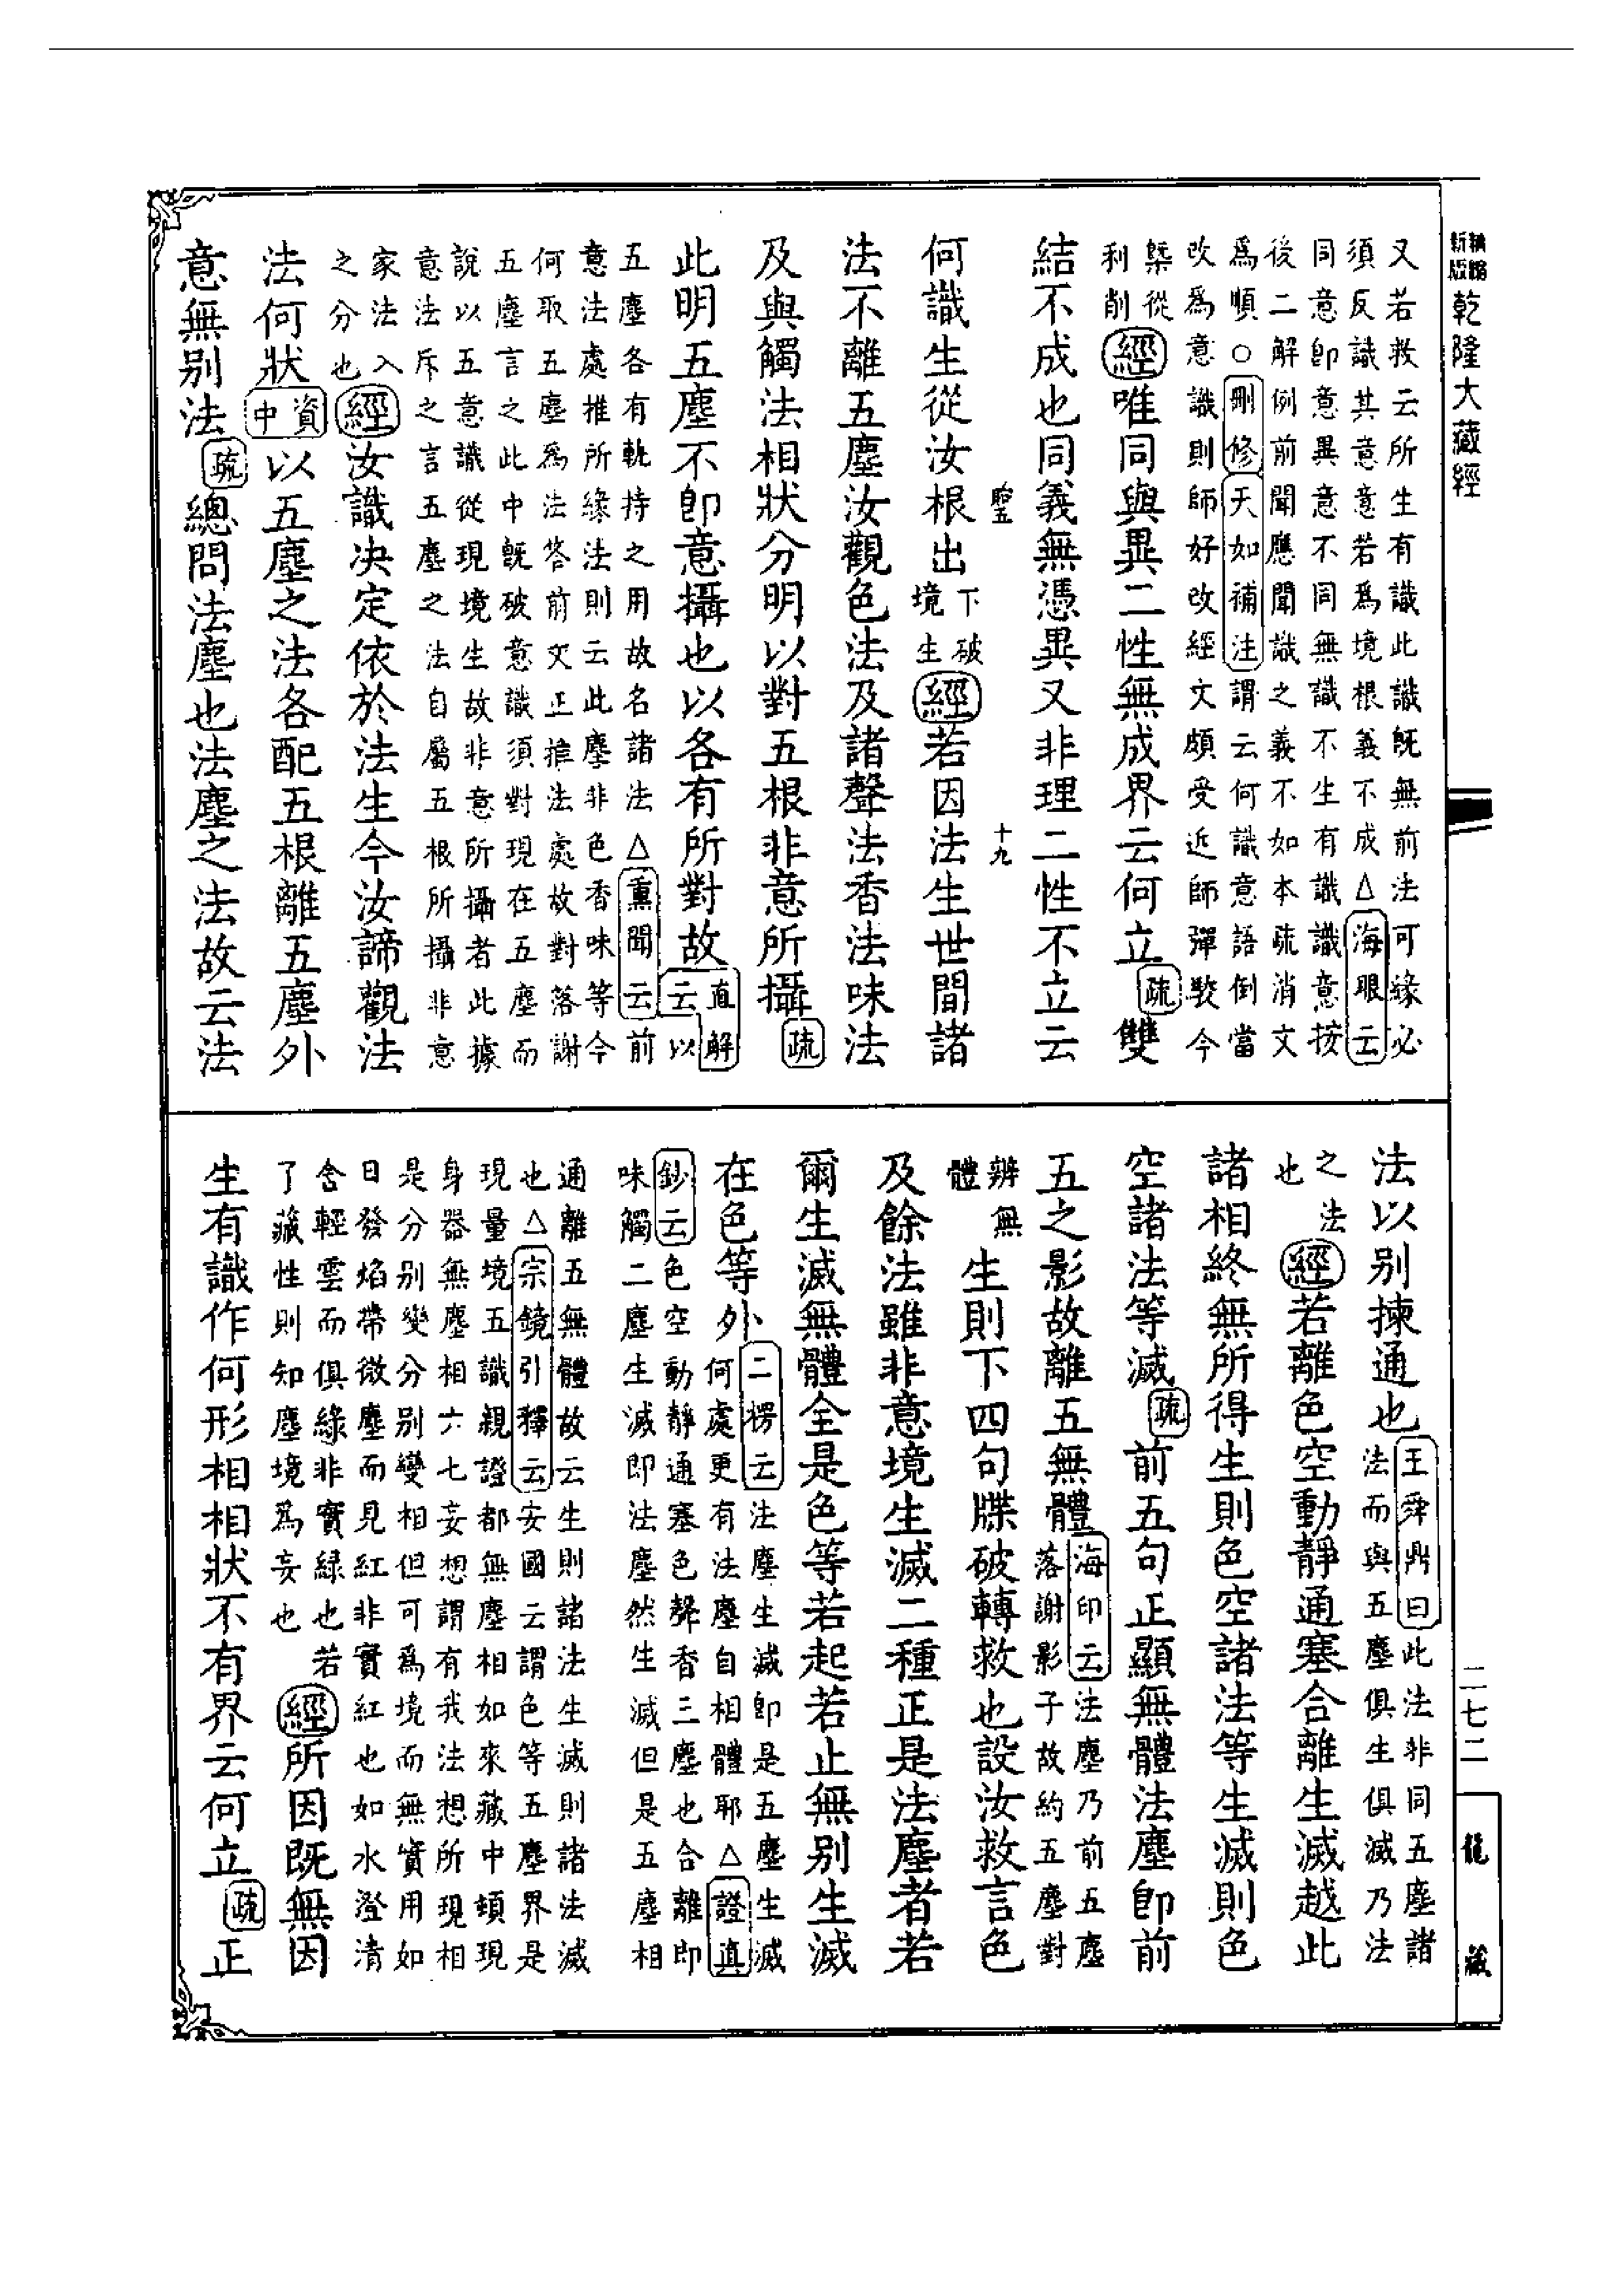 新編
縮版
乾隆大藏經
又若救云所生有識此識既無前法可緣必
須反識其意意若為境根義不成△海眼云
同意即意異意不同無識不生有識識意按
後二解例前聞應聞識之義不如本疏消文
為順○刪修天如補注謂云何識意語倒當
改為意識則師好改經文頗受近師彈駁今
槩從
利削經唯同與異二性無成界云何立疏雙
結不成也同義無憑異又非理二性不立云
十九
何識生從汝根出下破
境生經若因法生世間諸
法不離五塵汝觀色法及諸聲法香法味法
及與觸法相狀分明以對五根非意所攝疏
此明五塵不即意攝也以各有所對故直解
云以
五塵各有軌持之用故名諸法△熏聞云前
意法處推所緣法則云此塵非色香味等今
何取五塵為法答前文正推法處故對落謝
五塵言之此中既破意識須對現在五塵而
說以五意識從現境生故非意所攝者此據
意法斥之言五塵之法自屬五根所攝非意
家法入
之分也經汝識決定依於法生今汝諦觀法
法何狀資中以五塵之法各配五根離五塵外
意無別法疏總問法塵也法塵之法故云法
法以別揀通也王舜鼎曰此法非同五塵諸
法而與五塵俱生俱滅乃法
之法
也經若離色空動靜通塞合離生滅越此
諸相終無所得生則色空諸法等生滅則色
空諸法等滅疏前五句正顯無體法塵即前
五之影故離五無體海印云法塵乃前五塵
落謝影子故約五塵對
辨無
體生則下四句牒破轉救也設汝救言色
及餘法雖非意境生滅二種正是法塵者若
爾生滅無體全是色等若起若止無別生滅
在色等外二楞云法塵生滅即是五塵生滅
何處更有法塵自相體耶△證真
鈔云色空動靜通塞色聲香三塵也合離即
味觸二塵生滅即法塵然生滅但是五塵相
通離五無體故云生則諸法生滅則諸法滅
也△宗鏡引釋云安國云謂色等五塵界是
現量境五識親證都無塵相如來藏中頓現
身器無塵相六七妄想謂有我法想所現相
是分別變分別變相但可為境而無實用如
日發焰帶微塵而見紅非實紅也如水澄清
含輕雲而俱綠非實綠也若
了藏性則知塵境為妄也經所因既無因
生有識作何形相相狀不有界云何立疏正
二七二
龍藏